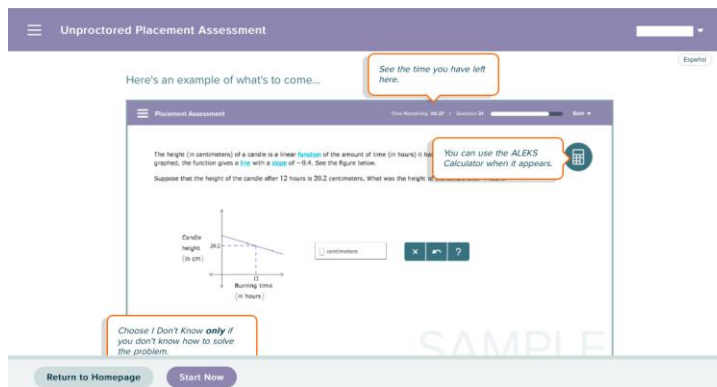 Unproctored Placement Assessment
Español
Here's an example of what's to come...
See the time you have left
here.
Placement Assessment
Time Remaining 00:27 | Question 21
The height (in centimeters) of a candle is a linear function of the amount of time (in hours) it has
graphed, the function gives a line with a slope of −0.4. See the figure below.
Suppose that the height of the candle after 12 hours is 20.2 centimeters. What was the height of
You can use the ALEKS
Calculator when it appears.
Candle
height
(in cm)
20.2
Burning time
(in hours)
centimeters
× ?
Choose I Don't Know only if
you don't know how to solve
the problem.
SAMPLE
Return to Homepage
Start Now